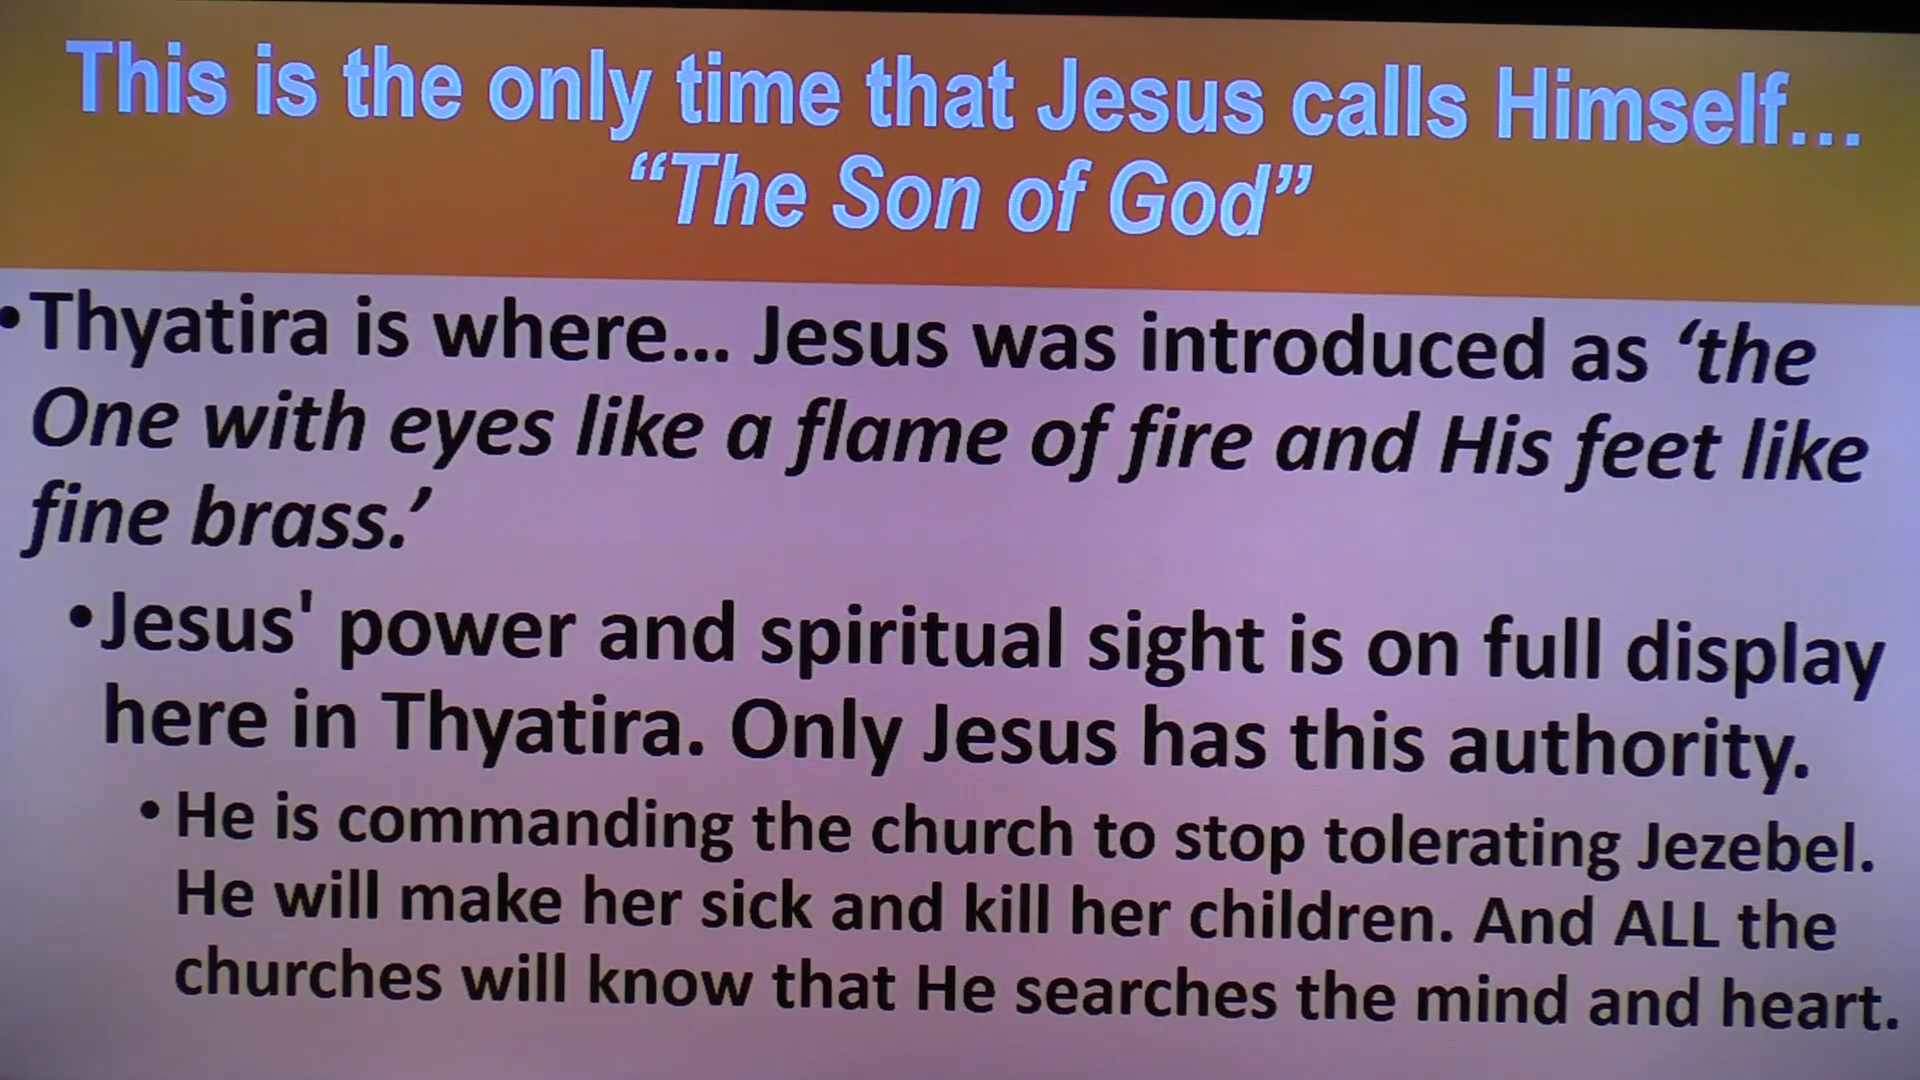 This is the only time that Jesus calls Himself...
“The Son of God”
•Thyatira is where... Jesus was introduced as ‘the
One with eyes like a flame of fire and His feet like
fine brass.’
•Jesus' power and spiritual sight is on full display
here in Thyatira. Only Jesus has this authority.
•He is commanding the church to stop tolerating Jezebel.
He will make her sick and kill her children. And ALL the
churches will know that He searches the mind and heart.